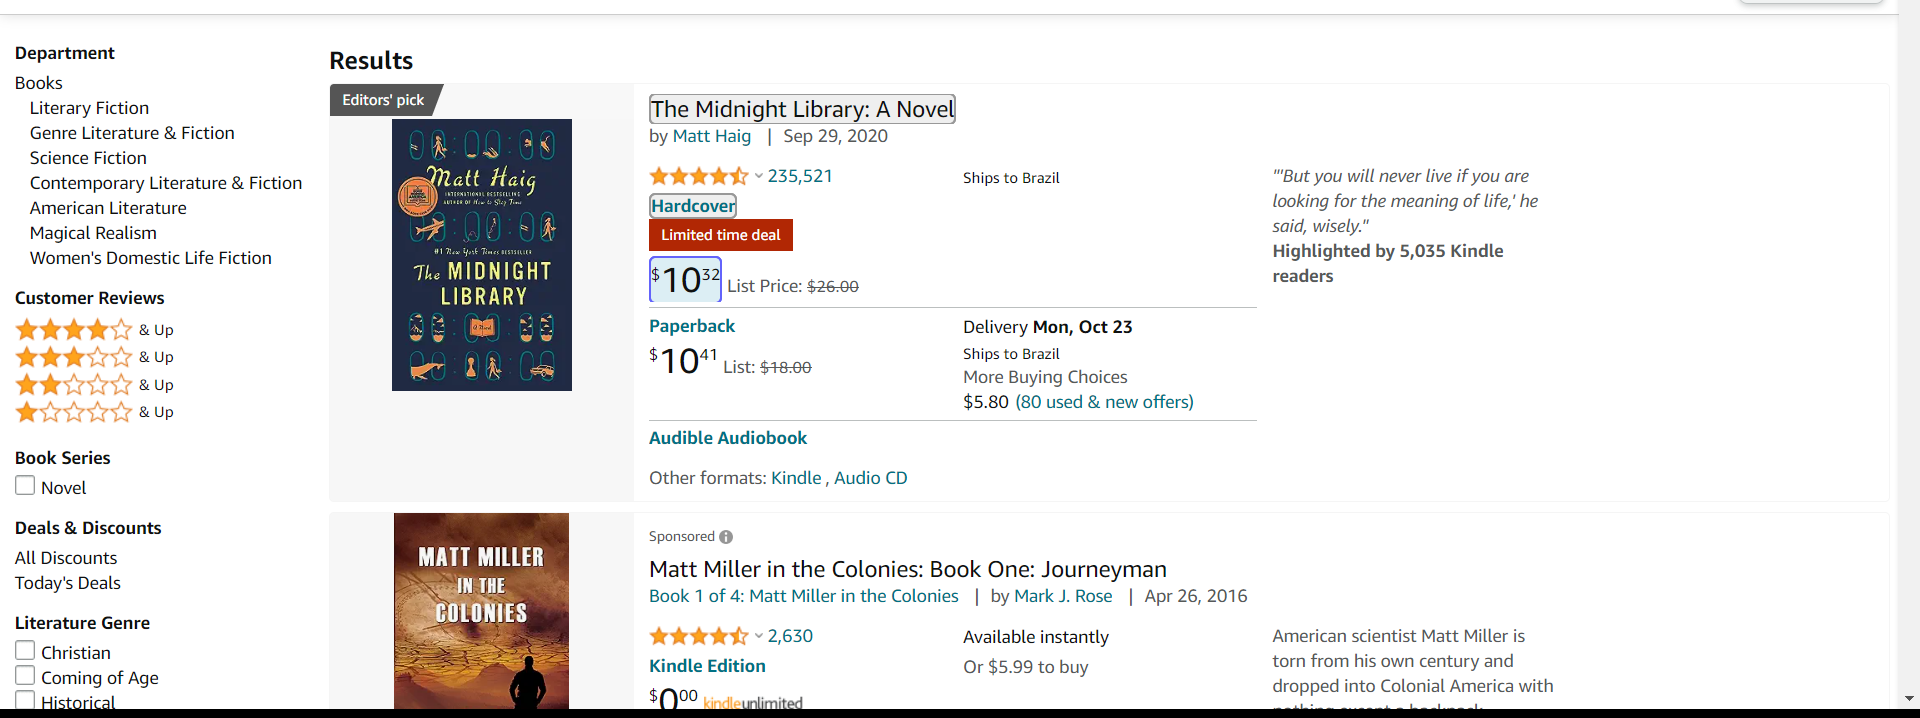 Department
Books
Literary Fiction
Genre Literature & Fiction
Science Fiction
Contemporary Literature & Fiction
American Literature
Magical Realism
Women's Domestic Life Fiction
Customer Reviews
& Up
& Up
& Up
& Up
Book Series
Novel
Deals & Discounts
All Discounts
Today's Deals
Literature Genre
Christian
Coming of Age
Historical
Results
Editors' pick
Matt Haig
INTERNATIONAL BESTSELLING
AUTHOR OF How to Stop Time
#1 New York Times BESTSELLER
The MIDNIGHT
LIBRARY
A Novel
The Midnight Library: A Novel
by Matt Haig | Sep 29, 2020
235,521
Hardcover
Limited time deal
$10 32 List Price: $26.00
Ships to Brazil
"'But you will never live if you are
looking for the meaning of life,' he
said, wisely."
Highlighted by 5,035 Kindle
readers
Paperback
$10 41 List: $18.00
Delivery Mon, Oct 23
Ships to Brazil
More Buying Choices
$5.80 (80 used & new offers)
Audible Audiobook
Other formats: Kindle , Audio CD
MATT MILLER
IN THE
COLONIES
Sponsored
Matt Miller in the Colonies: Book One: Journeyman
Book 1 of 4: Matt Miller in the Colonies | by Mark J. Rose | Apr 26, 2016
2,630
Kindle Edition
$0 00 kindleunlimited
Available instantly
Or $5.99 to buy
American scientist Matt Miller is
torn from his own century and
dropped into Colonial America with
nothing except a backpack